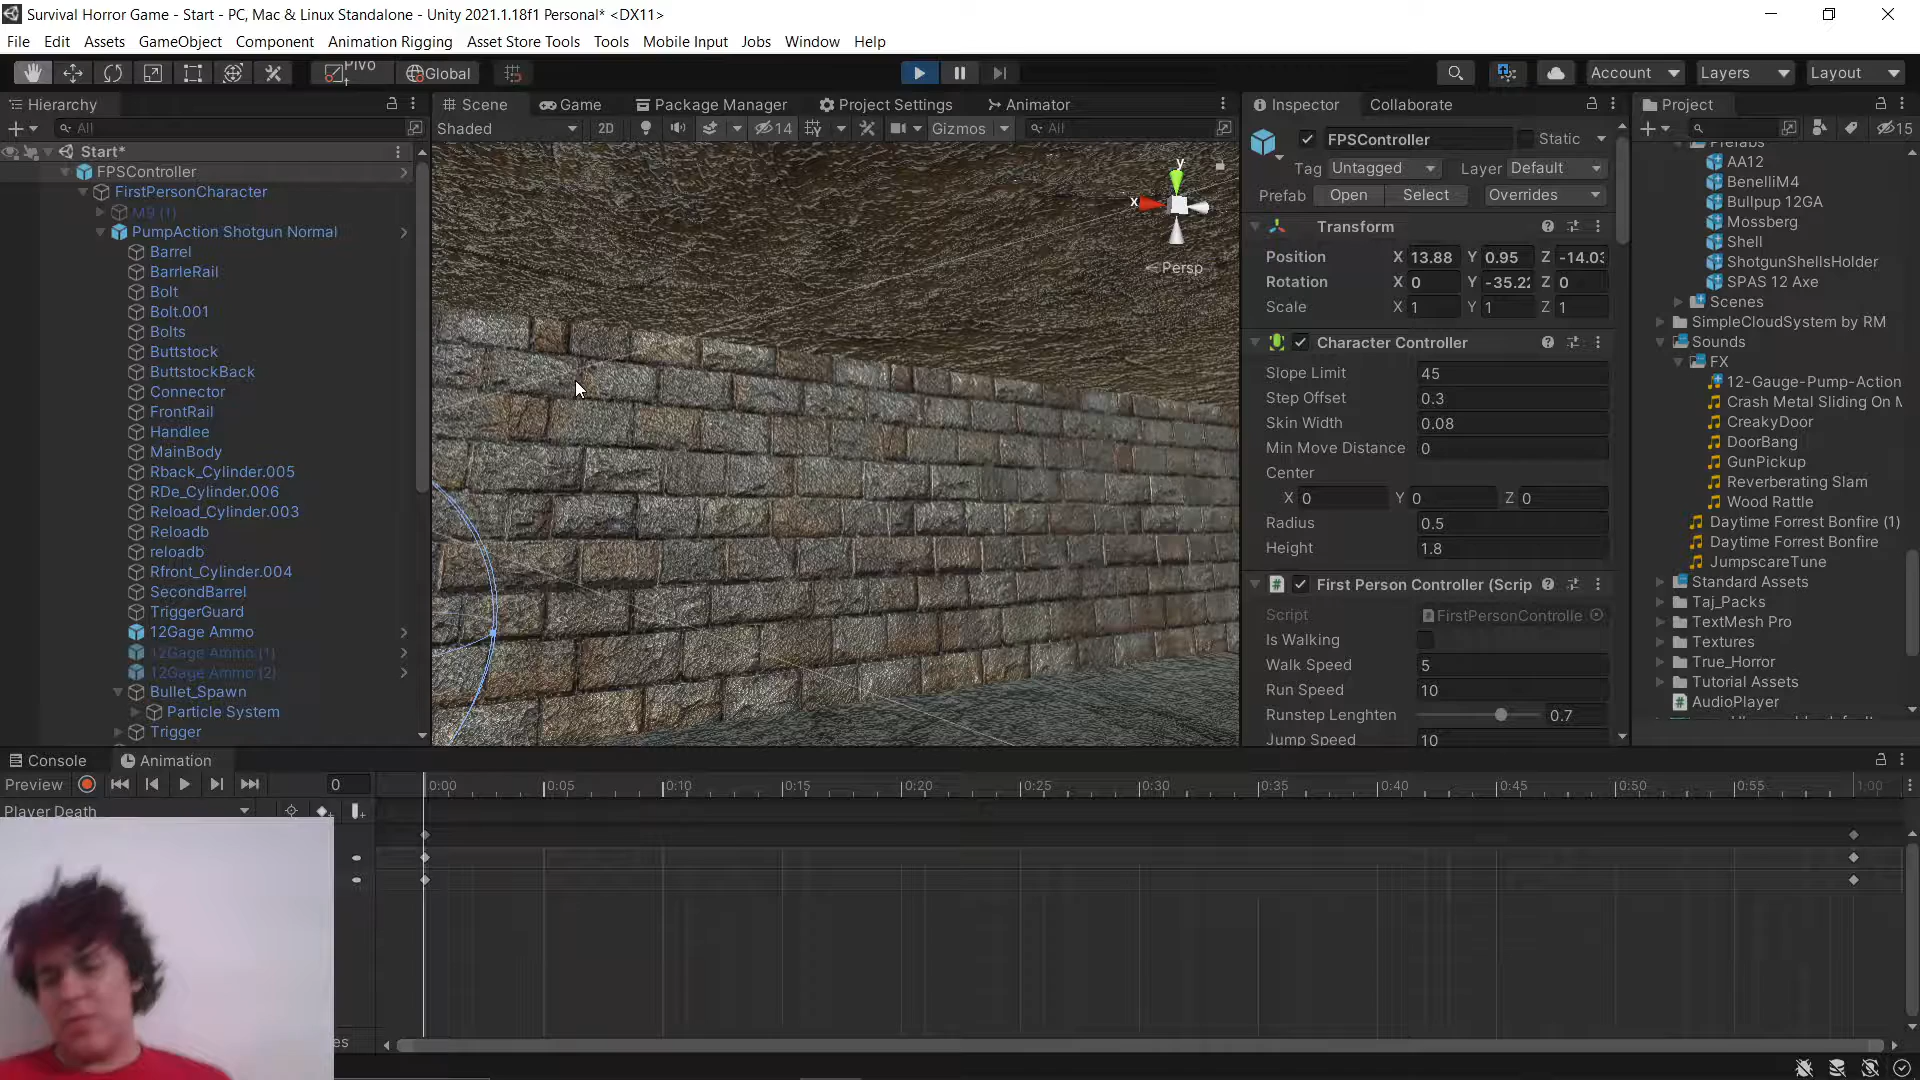 Survival Horror Game - Start - PC, Mac & Linux Standalone - Unity 2021.1.18f1 Personal* <DX11>
File Edit Assets GameObject Component Animation Rigging Asset Store Tools Tools Mobile Input Jobs Window Help
Pivot Global Account Layers Layout
Hierarchy
All
Start*
FPSController
FirstPersonCharacter
M9 (1)
PumpAction Shotgun Normal
Barrel
BarrleRail
Bolt
Bolt.001
Bolts
Buttstock
ButtstockBack
Connector
FrontRail
Handlee
MainBody
Rback_Cylinder.005
RDe_Cylinder.006
Reload_Cylinder.003
Reloadb
reloadb
Rfront_Cylinder.004
SecondBarrel
TriggerGuard
12Gage Ammo
12Gage Ammo (1)
12Gage Ammo (2)
Bullet_Spawn
Particle System
Trigger
Scene Game Package Manager Project Settings Animator
Shaded 2D 14 Gizmos All
y
x
Persp
Inspector Collaborate
FPSController Static
Tag Untagged Layer Default
Prefab Open Select Overrides
Transform
Position X 13.88 Y 0.95 Z -14.03
Rotation X 0 Y -35.22 Z 0
Scale X 1 Y 1 Z 1
Character Controller
Slope Limit 45
Step Offset 0.3
Skin Width 0.08
Min Move Distance 0
Center
X 0 Y 0 Z 0
Radius 0.5
Height 1.8
First Person Controller (Scrip
Script FirstPersonControlle
Is Walking
Walk Speed 5
Run Speed 10
Runstep Lenghten 0.7
Jump Speed 10
Project
15
Prefabs
AA12
BenelliM4
Bullpup 12GA
Mossberg
Shell
ShotgunShellsHolder
SPAS 12 Axe
Scenes
SimpleCloudSystem by RM
Sounds
FX
12-Gauge-Pump-Action
Crash Metal Sliding On
CreakyDoor
DoorBang
GunPickup
Reverberating Slam
Wood Rattle
Daytime Forrest Bonfire (1)
Daytime Forrest Bonfire
JumpscareTune
Standard Assets
Taj_Packs
TextMesh Pro
Textures
True_Horror
Tutorial Assets
AudioPlayer
Console Animation
Preview 0 0:00 0:05 0:10 0:15 0:20 0:25 0:30 0:35 0:40 0:45 0:50 0:55 1:00
Player Death
es